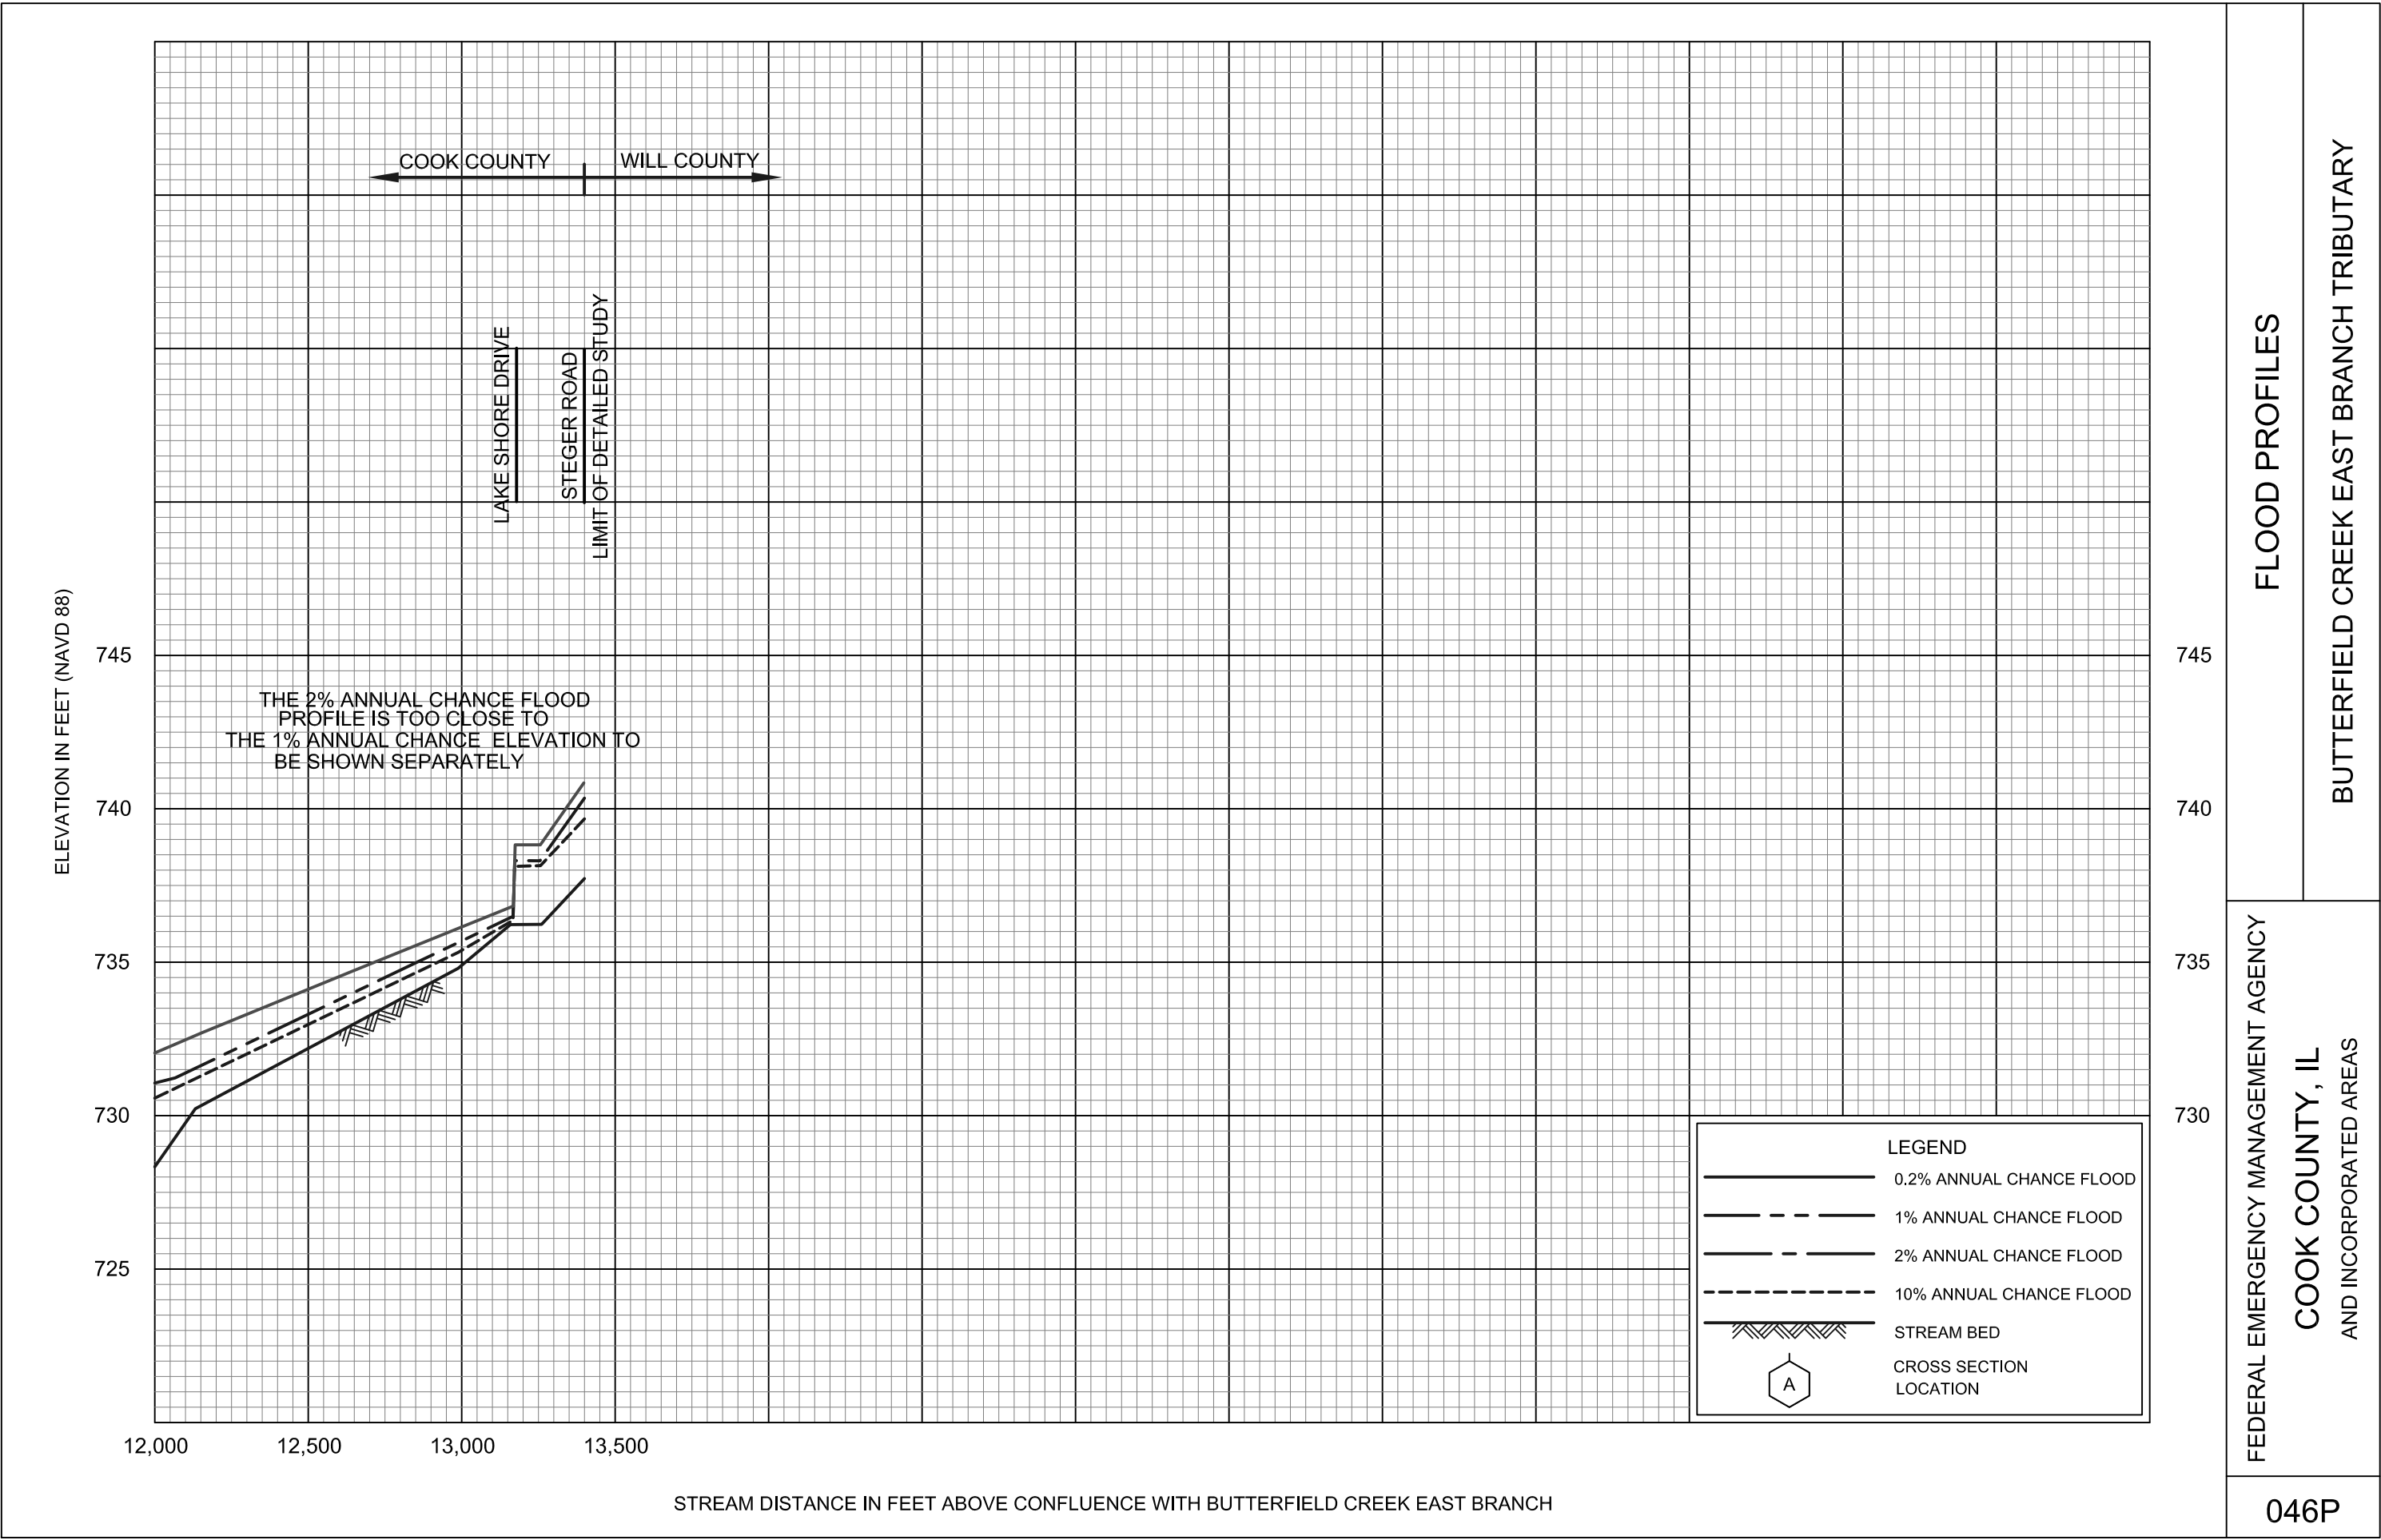 COOK COUNTY
WILL COUNTY
LAKE SHORE DRIVE
STEGER ROAD
LIMIT OF DETAILED STUDY
ELEVATION IN FEET (NAVD 88)
745
740
735
730
725
THE 2% ANNUAL CHANCE FLOOD
PROFILE IS TOO CLOSE TO
THE 1% ANNUAL CHANCE ELEVATION TO
BE SHOWN SEPARATELY
745
740
735
730
LEGEND
0.2% ANNUAL CHANCE FLOOD
1% ANNUAL CHANCE FLOOD
2% ANNUAL CHANCE FLOOD
10% ANNUAL CHANCE FLOOD
STREAM BED
A
CROSS SECTION
LOCATION
12,000
12,500
13,000
13,500
STREAM DISTANCE IN FEET ABOVE CONFLUENCE WITH BUTTERFIELD CREEK EAST BRANCH
FLOOD PROFILES
BUTTERFIELD CREEK EAST BRANCH TRIBUTARY
FEDERAL EMERGENCY MANAGEMENT AGENCY
COOK COUNTY, IL
AND INCORPORATED AREAS
046P